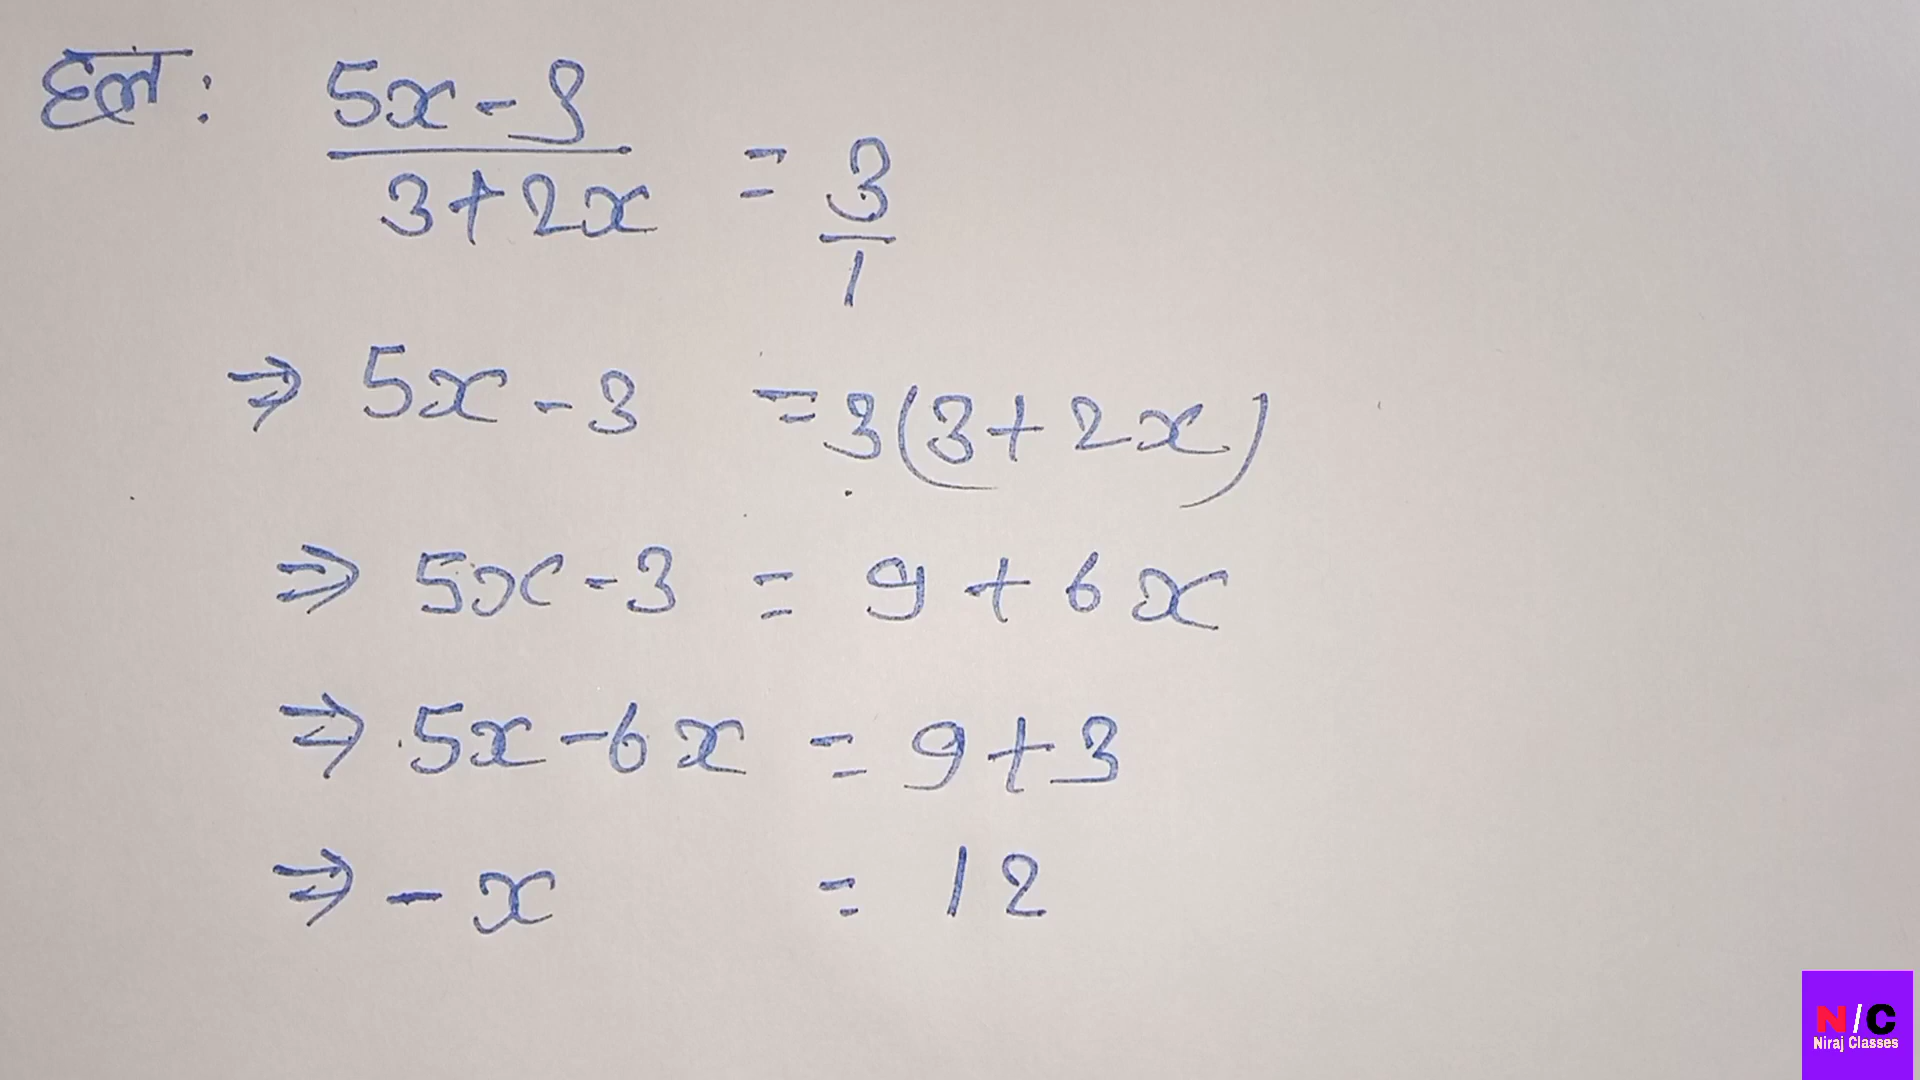 हल: (5x-9)/(3+2x) = 3/1
⇒ 5x-3 = 3(3+2x)
⇒ 5x-3 = 9+6x
⇒ 5x-6x = 9+3
⇒ -x = 12
N/C
Niraj Classes